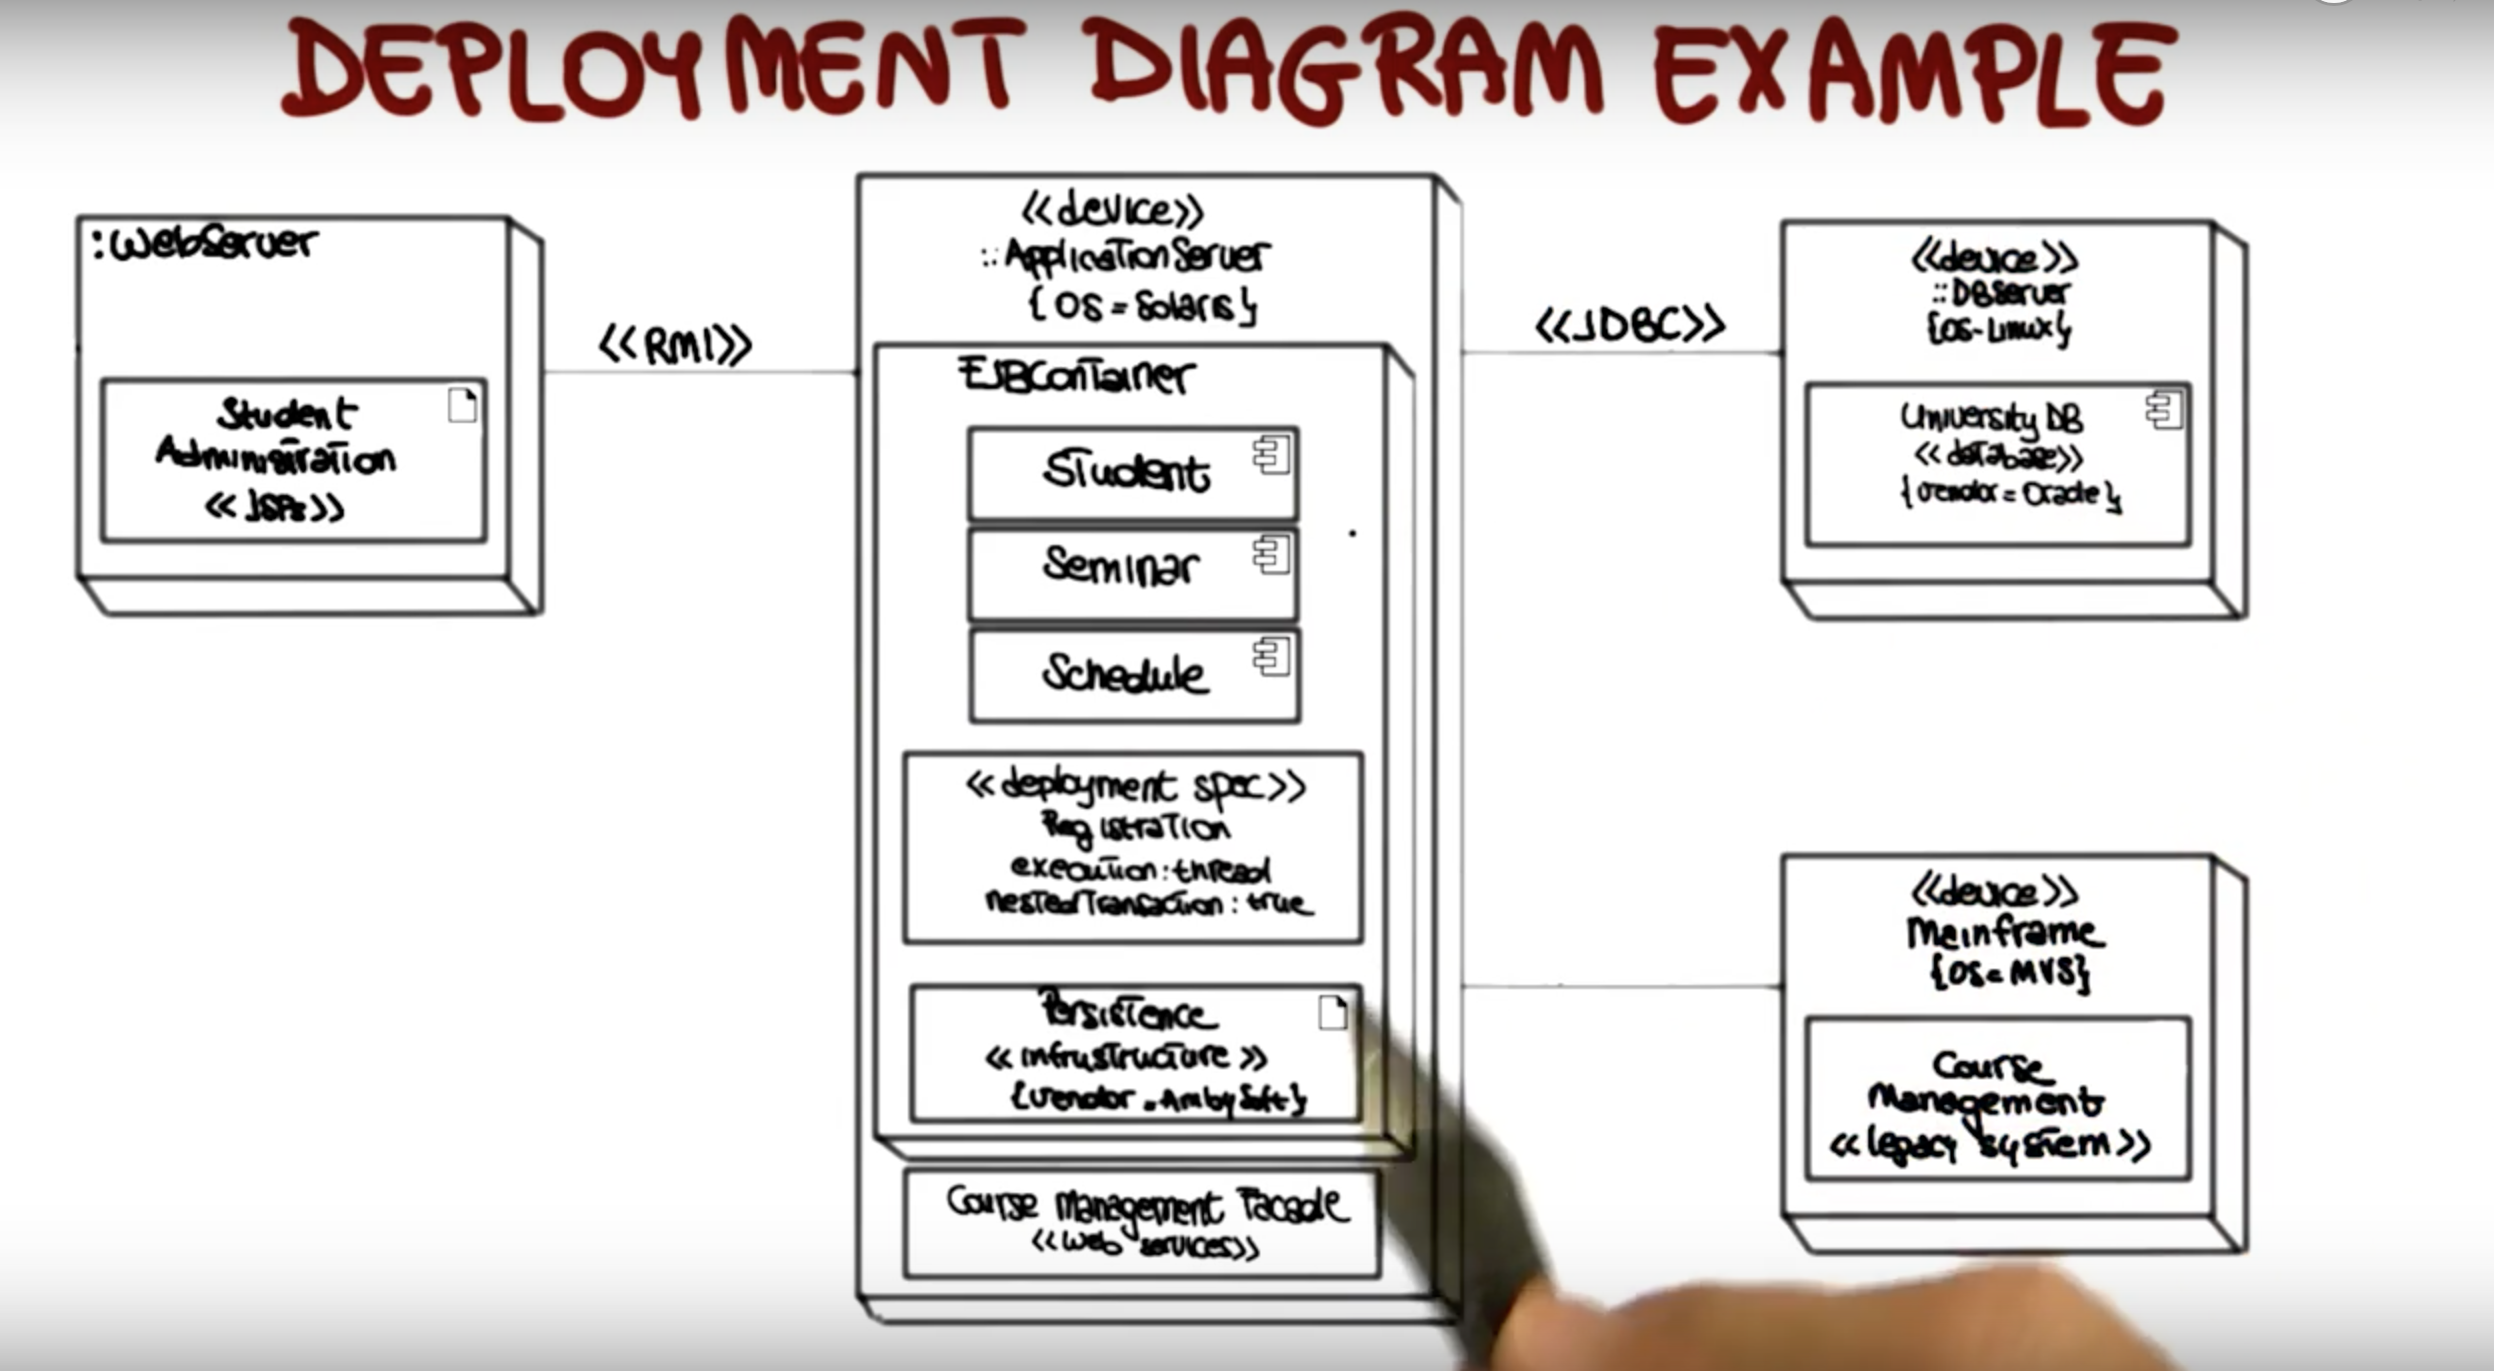 DEPLOYMENT DIAGRAM EXAMPLE
:WebServer
Student
Administration
<<JSPs>>
<<RMI>>
<<device>>
::ApplicationServer
{OS=Solaris}
EJBContainer
Student
Seminar
Schedule
<<deployment spec>>
Registration
execution:thread
nestedTransaction:true
Persistence
<<infrustructure>>
{vendor=AmbySoft}
Course Management Facade
<<web services>>
<<JDBC>>
<<device>>
::DBServer
{OS-Linux}
University DB
<<database>>
{vendor=Oracle}
<<device>>
Mainframe
{OS=MVS}
Course
Management
<<legacy system>>